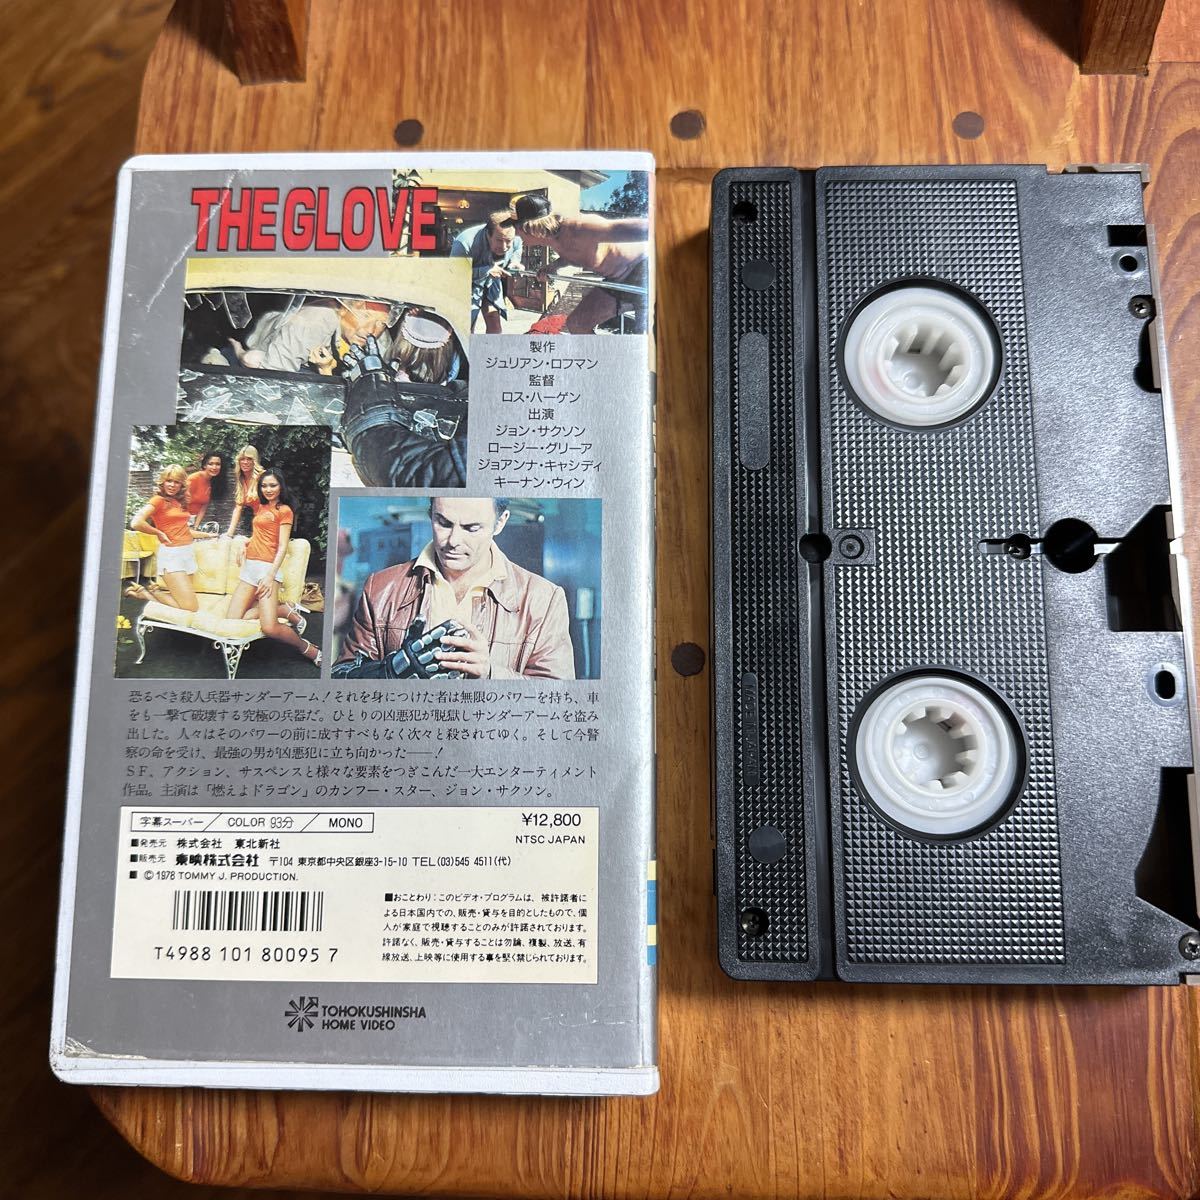 THE GLOVE
製作
ジュリアン・ロフマン
監督
ロス・ハーゲン
出演
ジョン・サクソン
ロージー・グリーア
ジョアンナ・キャシディ
キーナン・ウィン
恐るべき殺人兵器サンダーアーム!それを身につけた者は無限のパワーを持ち、車
をも一撃で破壊する究極の兵器だ。ひとりの凶悪犯が脱獄しサンダーアームを盗み
出した。人々はそのパワーの前に成すすべもなく次々と殺されてゆく。そして今警
察の命を受け、最強の男が凶悪犯に立ち向かった——!
SF、アクション、サスペンスと様々な要素をつぎこんだ一大エンターティメント
作品。主演は「燃えよドラゴン」のカンフー・スター、ジョン・サクソン。
字幕スーパー/COLOR 93分/MONO
¥12,800
NTSC JAPAN
■発売元 株式会社 東北新社
■販売元 東映株式会社 〒104 東京都中央区銀座3-15-10 TEL(03)545 4511(代)
■ ©1978 TOMMY J. PRODUCTION.
T4988 101 80095 7
■おことわり:このビデオ・プログラムは、被許諾者に
よる日本国内での、販売・貸与を目的としたもので、個
人が家庭で視聴することのみが許諾されております。
許諾なく、販売・貸与することは勿論、複製、放送、有
線放送、上映等に使用する事を堅く禁じられております。
TOHOKUSHINSHA
HOME VIDEO